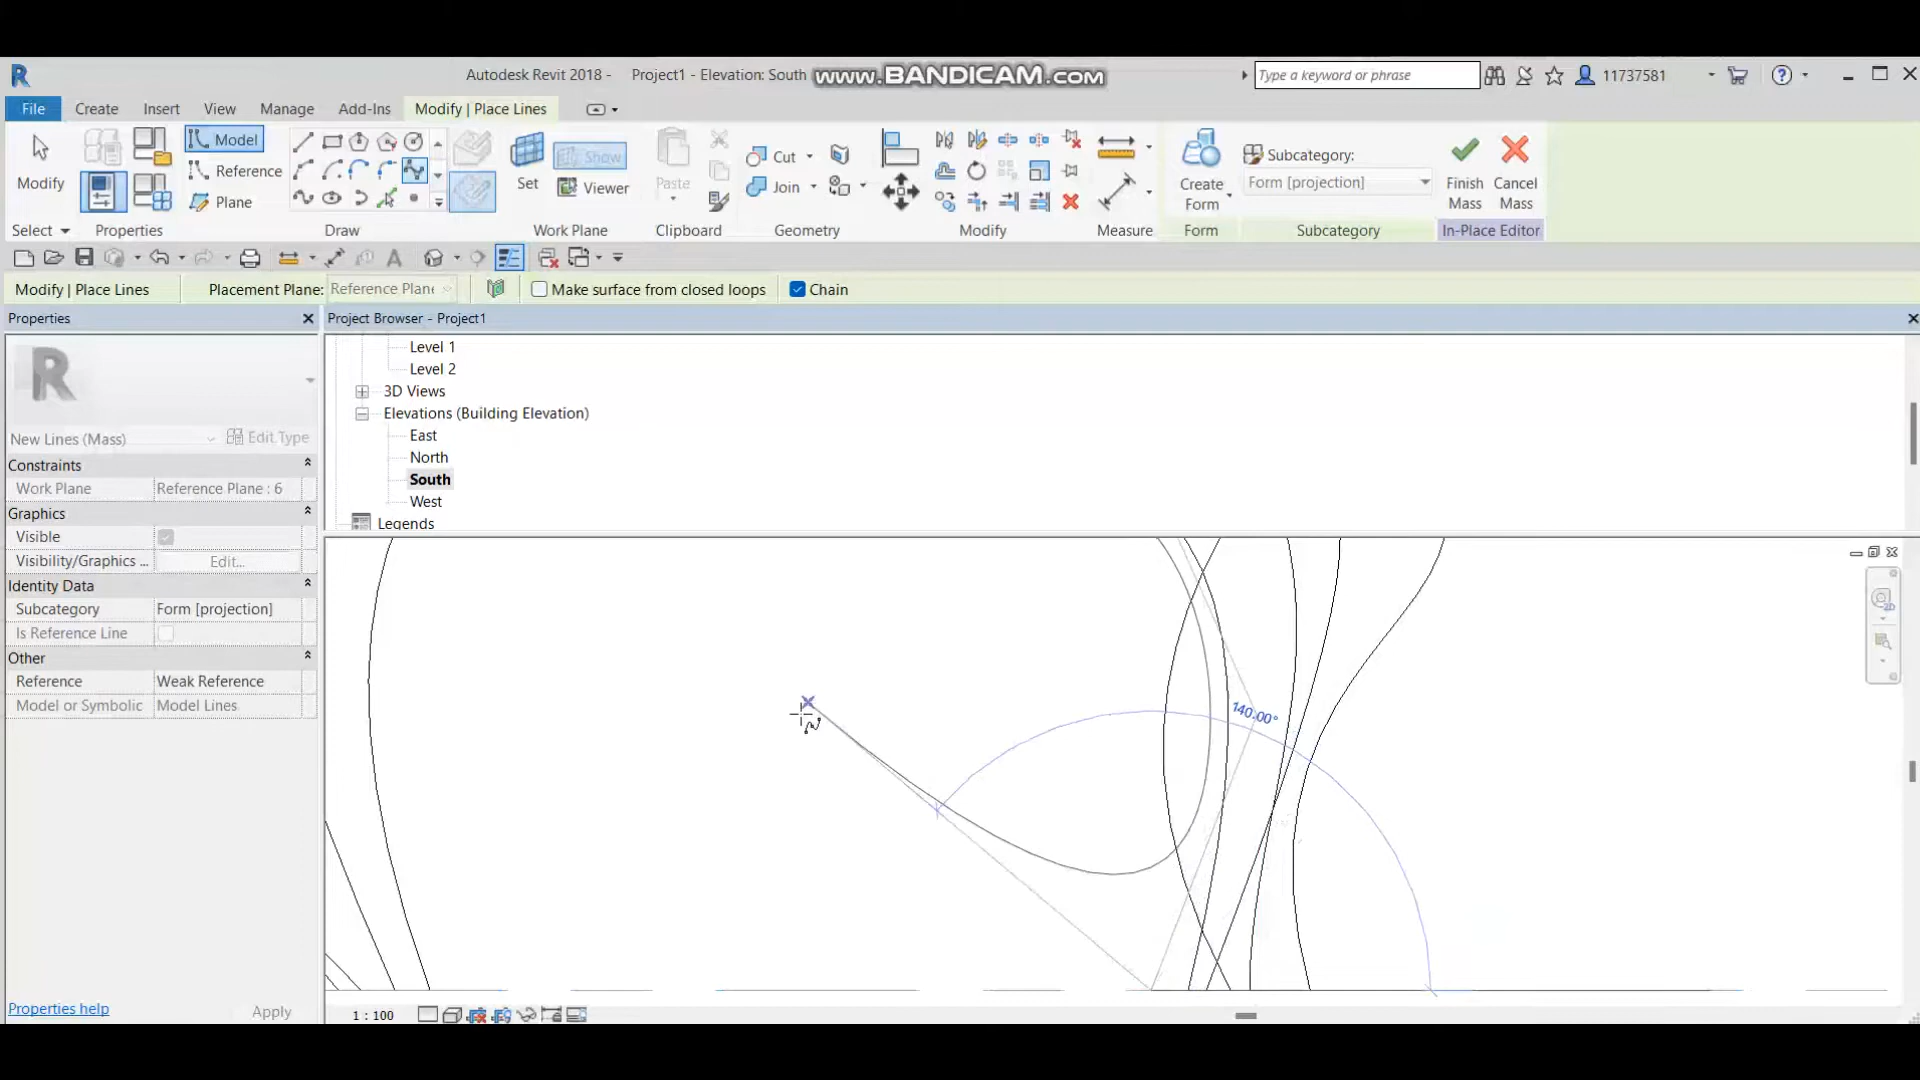 Autodesk Revit 2018 -    Project1 - Elevation: South
www.BANDICAM.com
Type a keyword or phrase
11737581
File Create Insert View Manage Add-Ins Modify | Place Lines
Modify
Select
Properties
Model
Reference
Plane
Draw
Set
Show
Viewer
Work Plane
Paste
Clipboard
Cut
Join
Geometry
Modify
Measure
Create
Form
Form
Subcategory:
Form [projection]
Subcategory
Finish
Mass
Cancel
Mass
In-Place Editor
Modify | Place Lines
Placement Plane: Reference Plane
Make surface from closed loops
Chain
Properties
New Lines (Mass)
Edit Type
Constraints
Work Plane Reference Plane : 6
Graphics
Visible
Visibility/Graphics ... Edit...
Identity Data
Subcategory Form [projection]
Is Reference Line
Other
Reference Weak Reference
Model or Symbolic Model Lines
Properties help
Apply
Project Browser - Project1
Level 1
Level 2
3D Views
Elevations (Building Elevation)
East
North
South
West
Legends
140.00°
2D
1 : 100